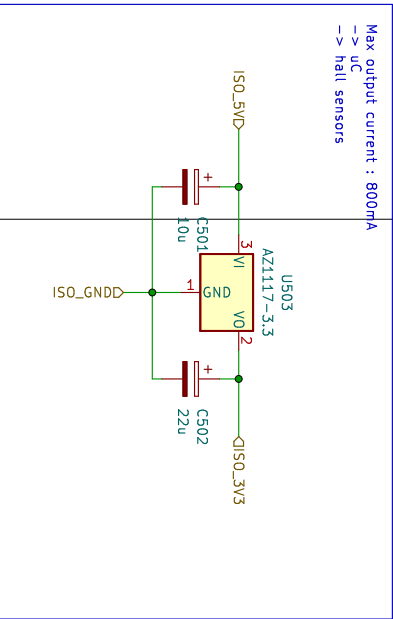 Max output current : 800mA
-> uC
-> hall sensors
ISO_5V
C501
10u
3
VI
U503
AZ1117-3.3
1
GND
VO
2
ISO_GND
C502
22u
ISO_3V3
+
+